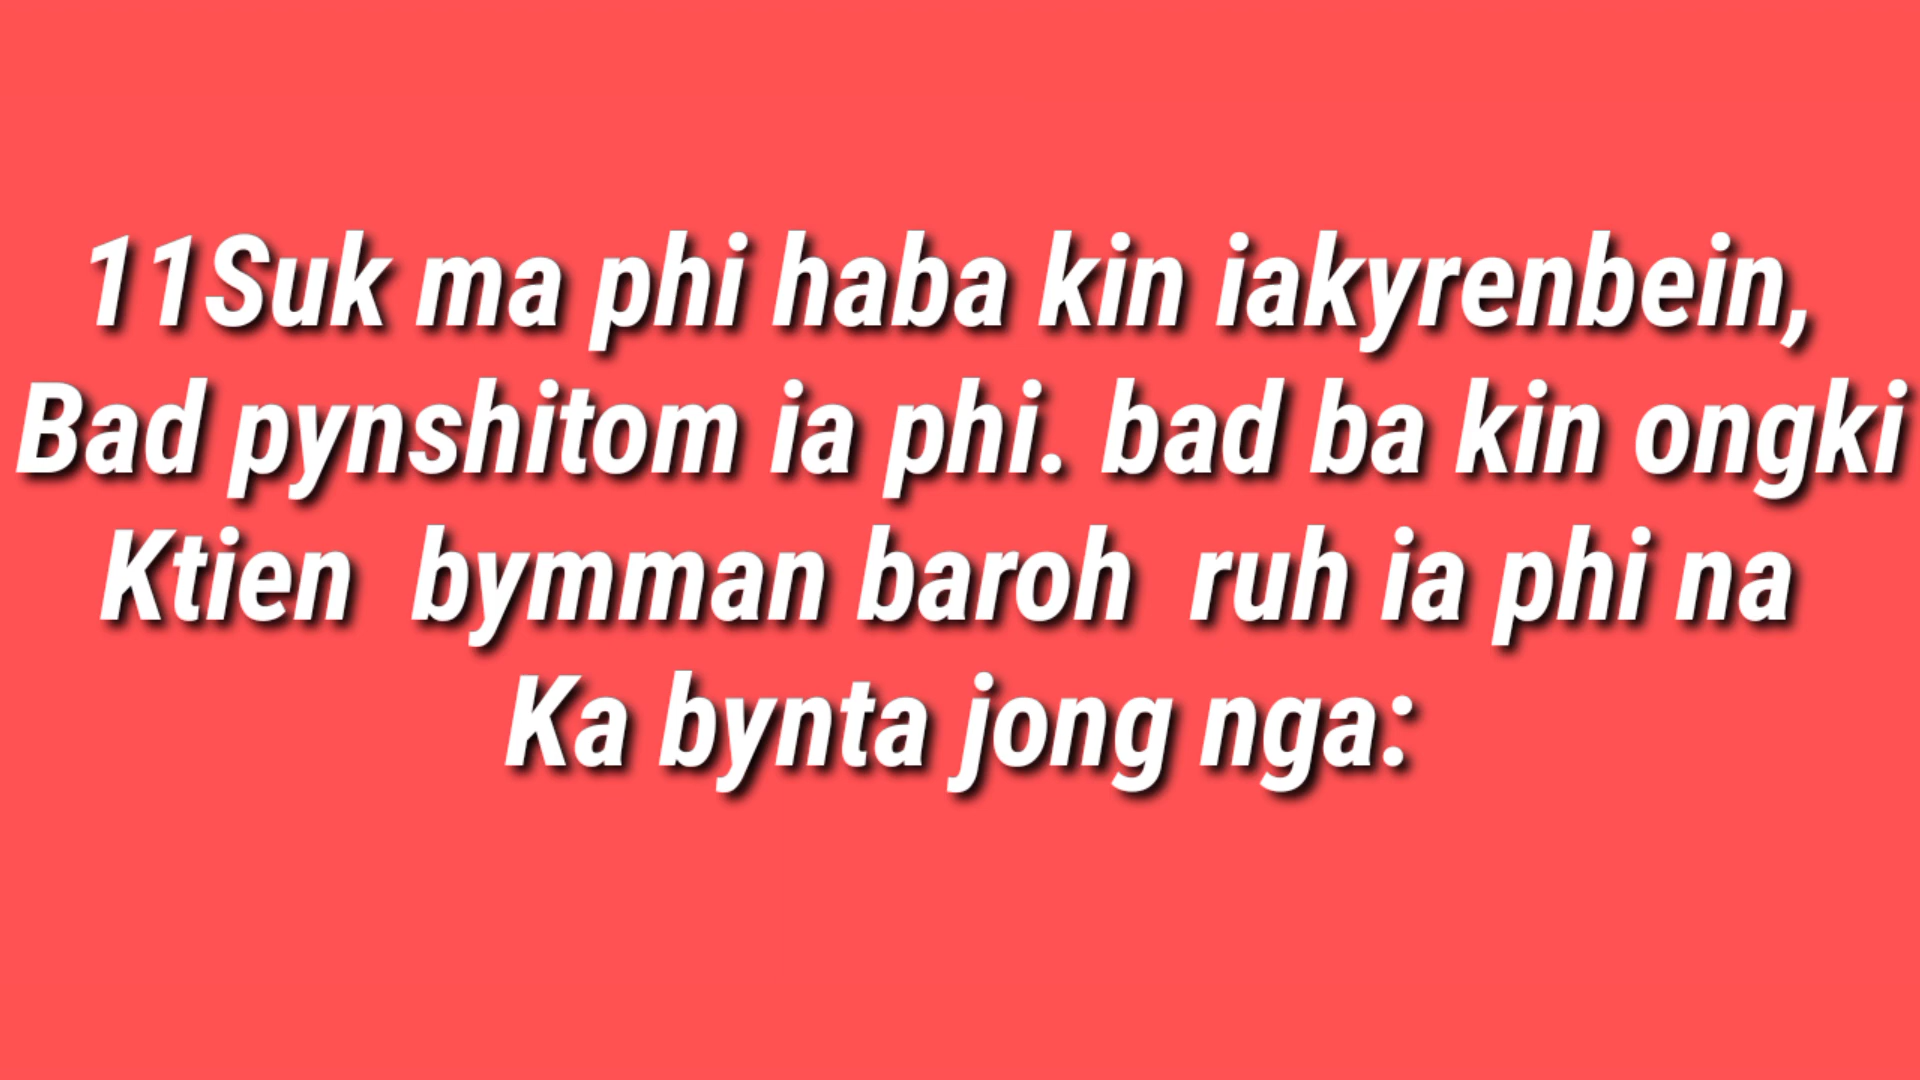 11Suk ma phi haba kin iakyrenbein,
Bad pynshitom ia phi. bad ba kin ongki
Ktien bymman baroh ruh ia phi na
Ka bynta jong nga: